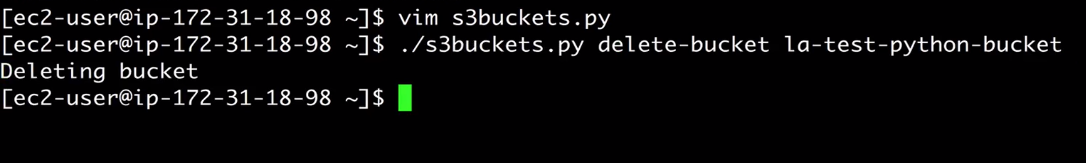 [ec2-user@ip-172-31-18-98 ~]$ vim s3buckets.py
[ec2-user@ip-172-31-18-98 ~]$ ./s3buckets.py delete-bucket la-test-python-bucket
Deleting bucket
[ec2-user@ip-172-31-18-98 ~]$